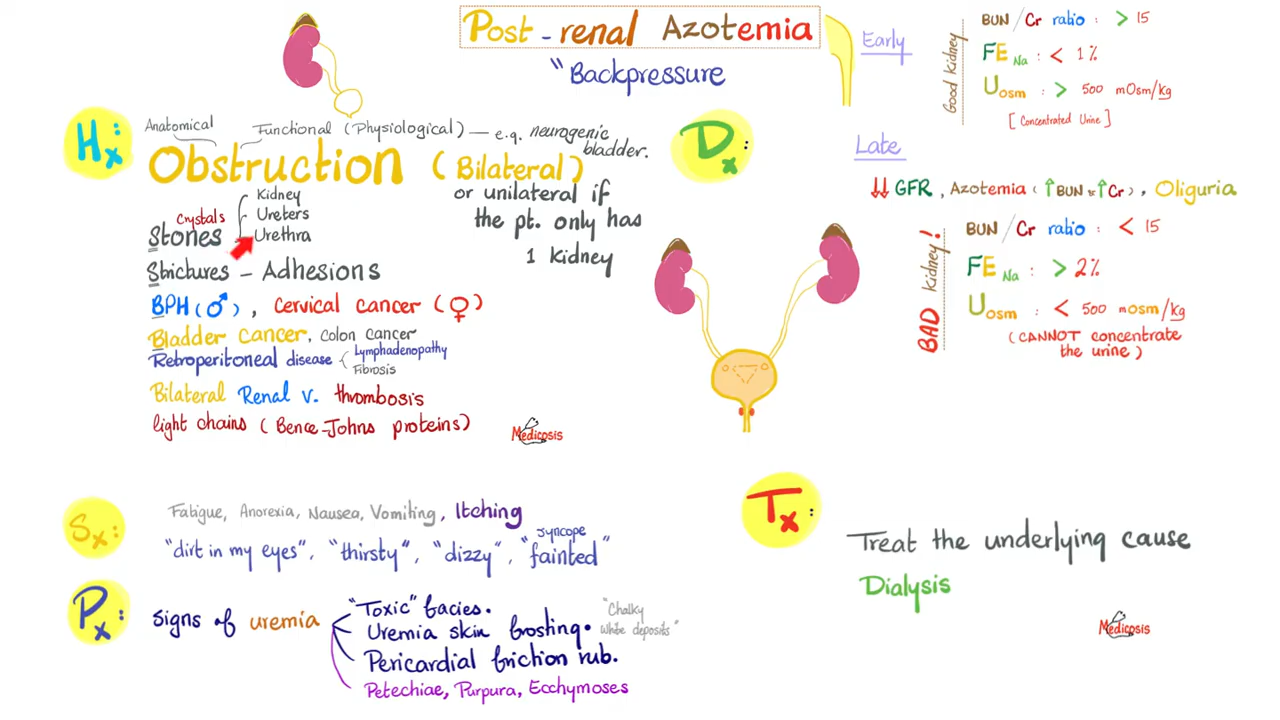 Post-renal Azotemia
"Backpressure
Hx:
Anatomical
Functional (Physiological) — e.g. neurogenic bladder.
Obstruction (Bilateral)
or unilateral if
the pt. only has
1 Kidney
Crystals
Stones
Kidney
Ureters
Urethra
Strictures - Adhesions
BPH (♂), Cervical cancer (♀)
Bladder cancer, Colon cancer
Retroperitoneal disease
Lymphadenopathy
Fibrosis
Bilateral Renal v. thrombosis
light chains (Bence-Johns proteins)
Medicosis
Sx:
Fatigue, Anorexia, Nausea, Vomiting, Itching
syncope
"dirt in my eyes", "thirsty", "dizzy", "fainted"
Px:
Signs of uremia
"Toxic" facies.
Uremia skin frosting.
"Chalky
white deposits"
Pericardial friction rub.
Petechiae, Purpura, Ecchymoses
Dx:
Early
Good kidney
BUN/Cr ratio: > 15
FENa: < 1%
Uosm: > 500 mOsm/kg
[Concentrated Urine]
Late
↓↓ GFR, Azotemia (↑BUN & ↑Cr), Oliguria
BAD kidney!
BUN/Cr ratio: < 15
FENa: > 2%
Uosm: < 500 mosm/kg
(CANNOT concentrate
the urine)
Tx:
Treat the underlying cause
Dialysis
Medicosis